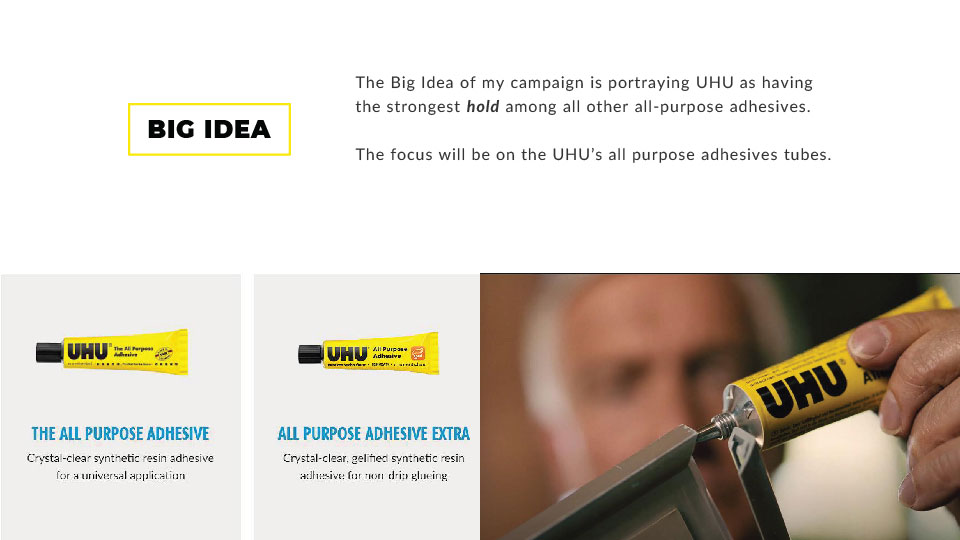 The Big Idea of my campaign is portraying UHU as having
the strongest hold among all other all-purpose adhesives.
BIG IDEA
The focus will be on the UHU’s all purpose adhesives tubes.
UHU
The All Purpose
Adhesive
UHU
All Purpose
Adhesive
UHU
THE ALL PURPOSE ADHESIVE
Crystal-clear synthetic resin adhesive
for a universal application
ALL PURPOSE ADHESIVE EXTRA
Crystal-clear, gelified synthetic resin
adhesive for non-drip glueing